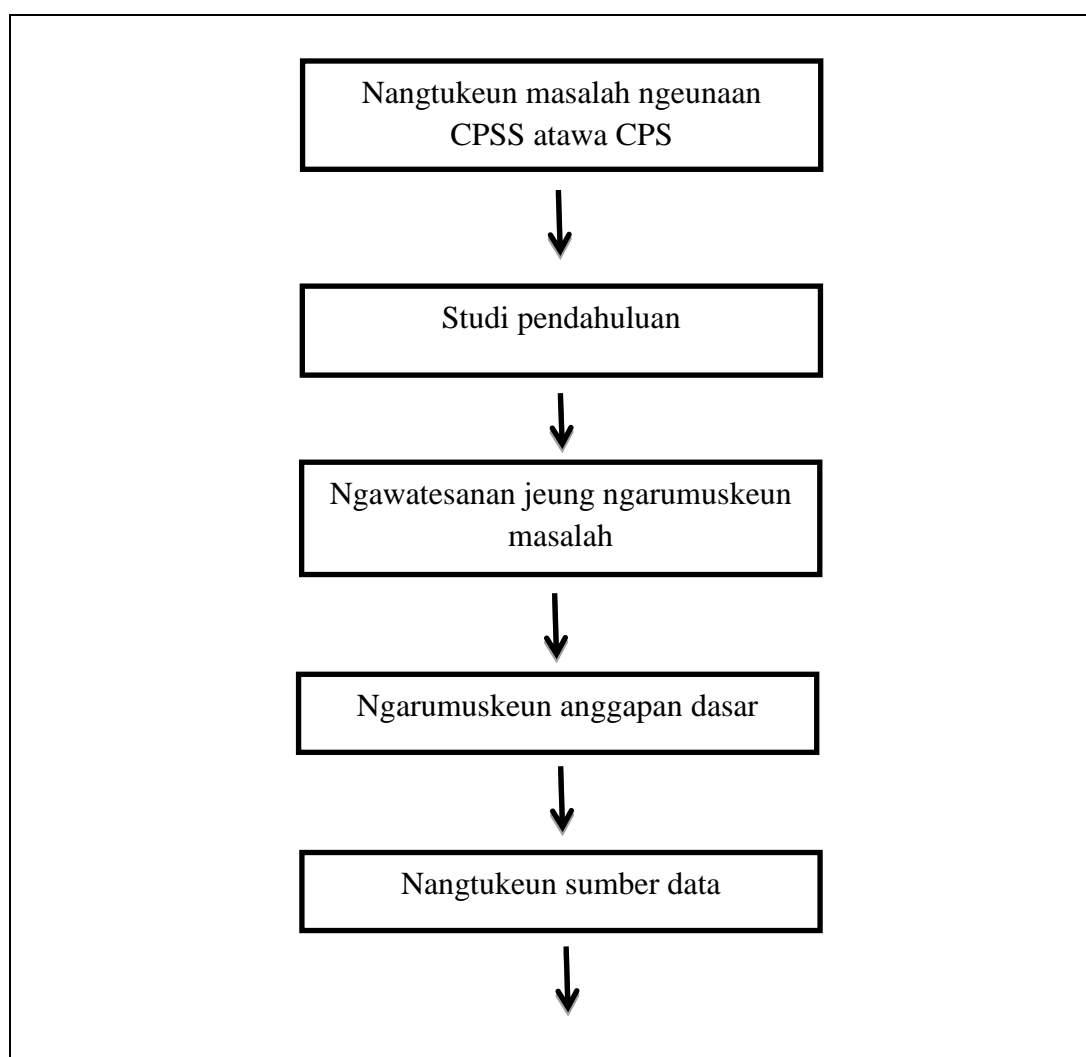 Nangtukeun masalah ngeunaan
CPSS atawa CPS
Studi pendahuluan
Ngawatesanan jeung ngarumuskeun
masalah
Ngarumuskeun anggapan dasar
Nangtukeun sumber data